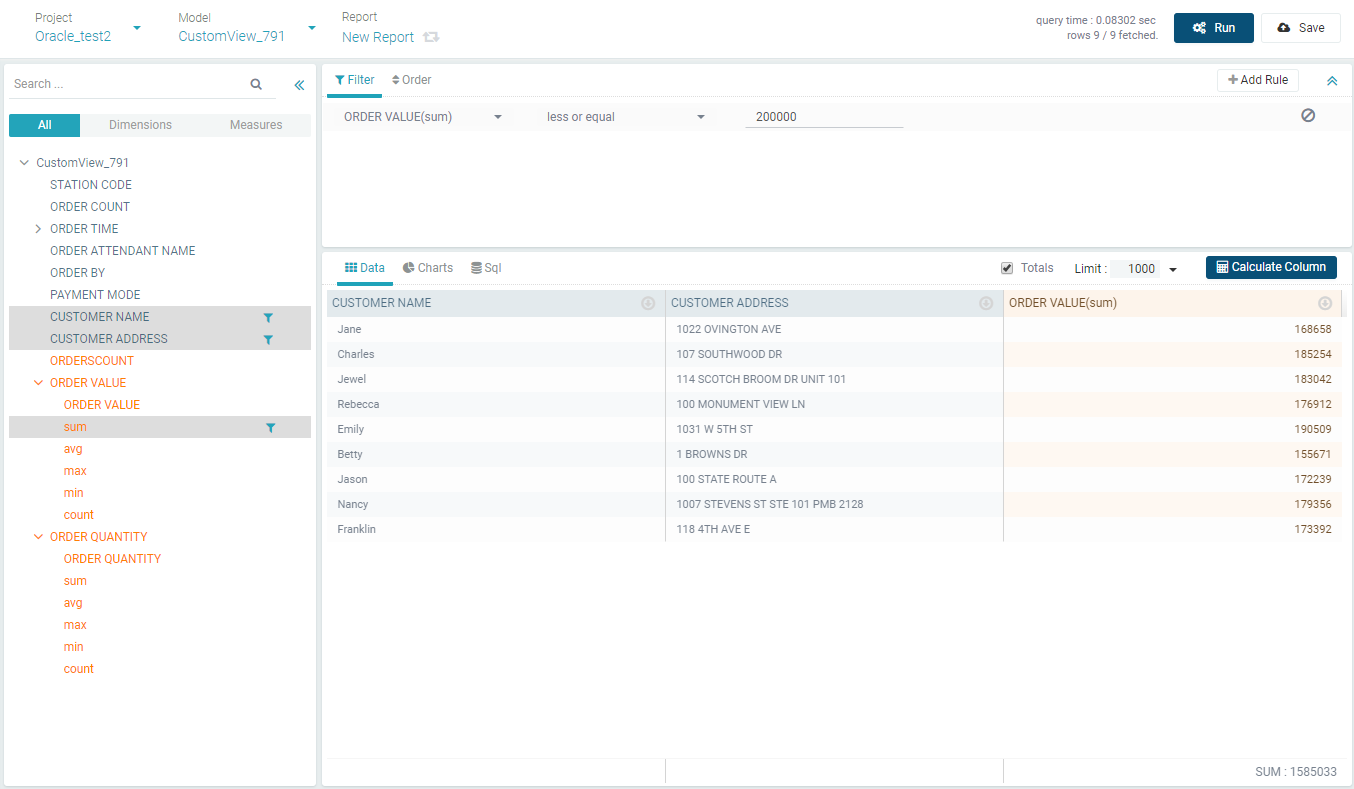 Project
Oracle_test2
Model
CustomView_791
Report
New Report
query time : 0.08302 sec
rows 9 / 9 fetched.
Run
Save
Search ...
All Dimensions Measures
CustomView_791
STATION CODE
ORDER COUNT
ORDER TIME
ORDER ATTENDANT NAME
ORDER BY
PAYMENT MODE
CUSTOMER NAME
CUSTOMER ADDRESS
ORDERSCOUNT
ORDER VALUE
ORDER VALUE
sum
avg
max
min
count
ORDER QUANTITY
ORDER QUANTITY
sum
avg
max
min
count
Filter Order Add Rule
ORDER VALUE(sum) less or equal 200000
Data Charts Sql Totals Limit : 1000 Calculate Column
CUSTOMER NAME CUSTOMER ADDRESS ORDER VALUE(sum)
Jane 1022 OVINGTON AVE 168658
Charles 107 SOUTHWOOD DR 185254
Jewel 114 SCOTCH BROOM DR UNIT 101 183042
Rebecca 100 MONUMENT VIEW LN 176912
Emily 1031 W 5TH ST 190509
Betty 1 BROWNS DR 155671
Jason 100 STATE ROUTE A 172239
Nancy 1007 STEVENS ST STE 101 PMB 2128 179356
Franklin 118 4TH AVE E 173392
SUM : 1585033